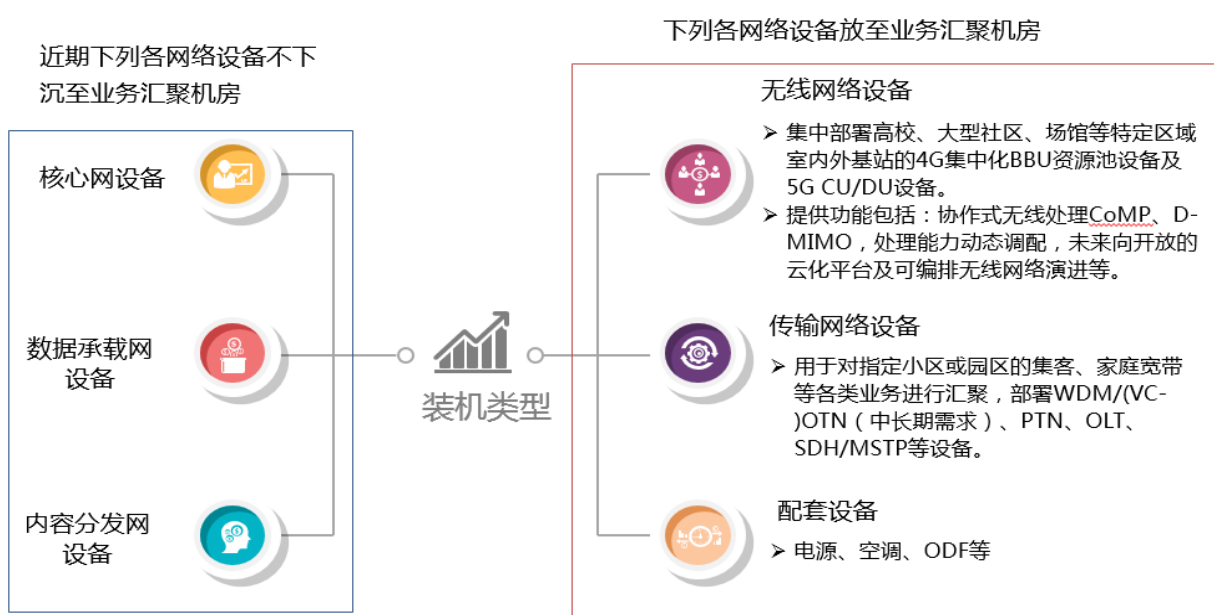 近期下列各网络设备不下
沉至业务汇聚机房
核心网设备
数据承载网
设备
内容分发网
设备
装机类型
下列各网络设备放至业务汇聚机房
无线网络设备
➢ 集中部署高校、大型社区、场馆等特定区域
室内外基站的4G集中化BBU资源池设备及
5G CU/DU设备。
➢ 提供功能包括：协作式无线处理CoMP、D-
MIMO，处理能力动态调配，未来向开放的
云化平台及可编排无线网络演进等。
传输网络设备
➢ 用于对指定小区或园区的集客、家庭宽带
等各类业务进行汇聚，部署WDM/(VC-
)OTN（中长期需求）、PTN、OLT、
SDH/MSTP等设备。
配套设备
➢ 电源、空调、ODF等